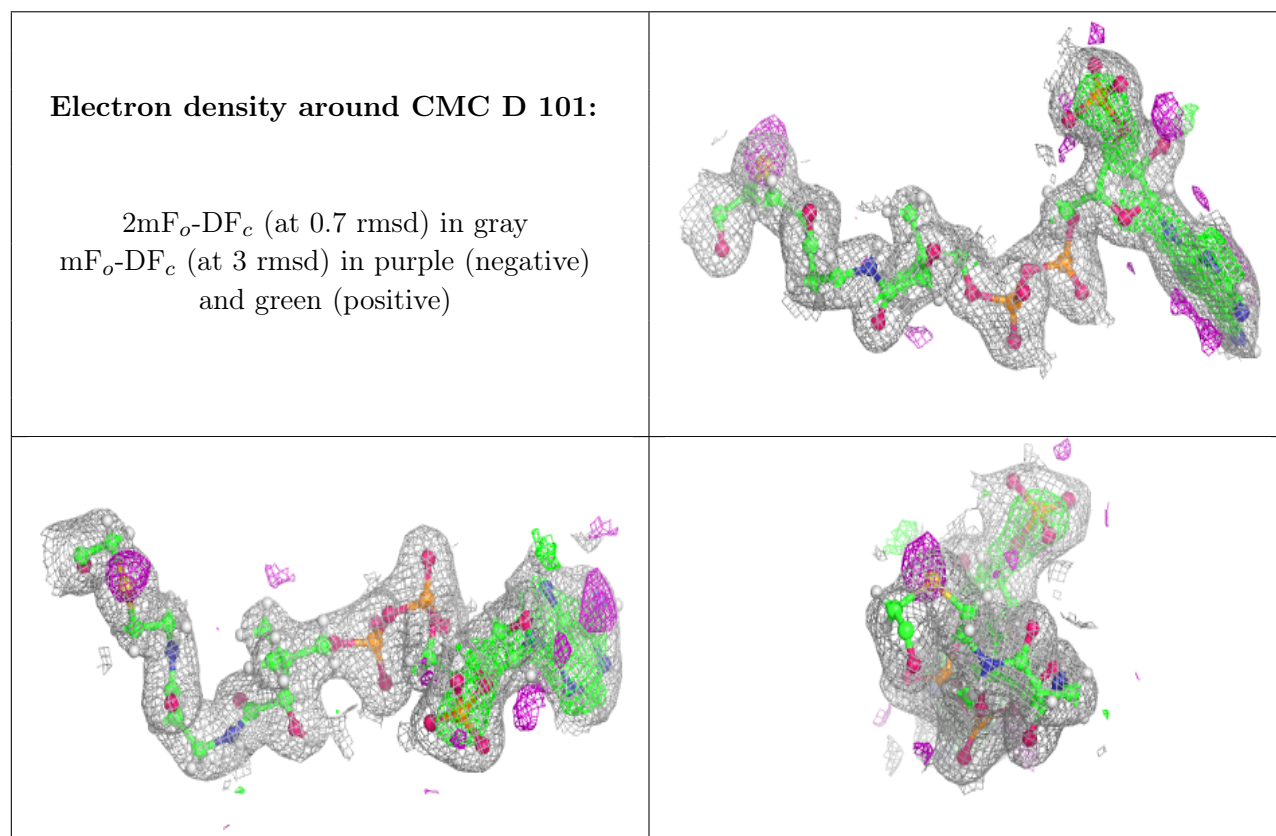 Electron density around CMC D 101:
2mFₒ-DF𝒸 (at 0.7 rmsd) in gray
mFₒ-DF𝒸 (at 3 rmsd) in purple (negative)
and green (positive)